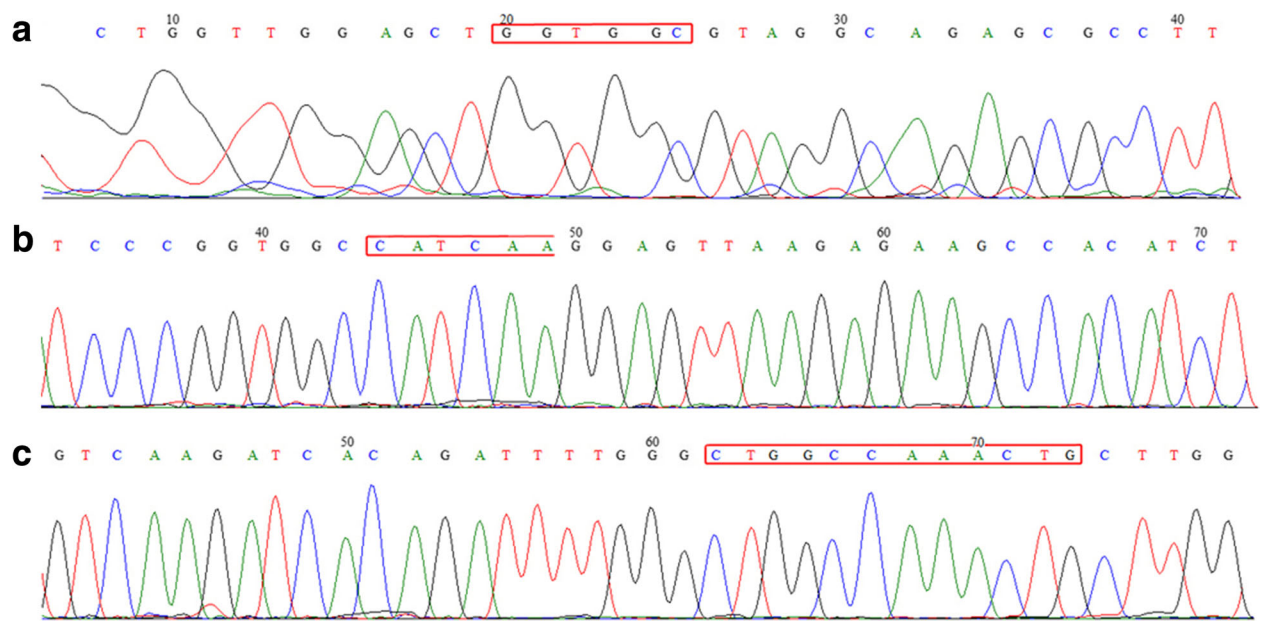 a
10 20 30 40
C T G G T T G G A G C T G G T G G C G T A G G C A G A G C G C C T T
b
40 50 60 70
T C C C G G T G G C C A T C A A G G A G T T A A G A G A A G C C A C A T C T
c
50 60 70
G T C A A G A T C A C A G A T T T T G G G C T G G C C A A A C T G C T T G G